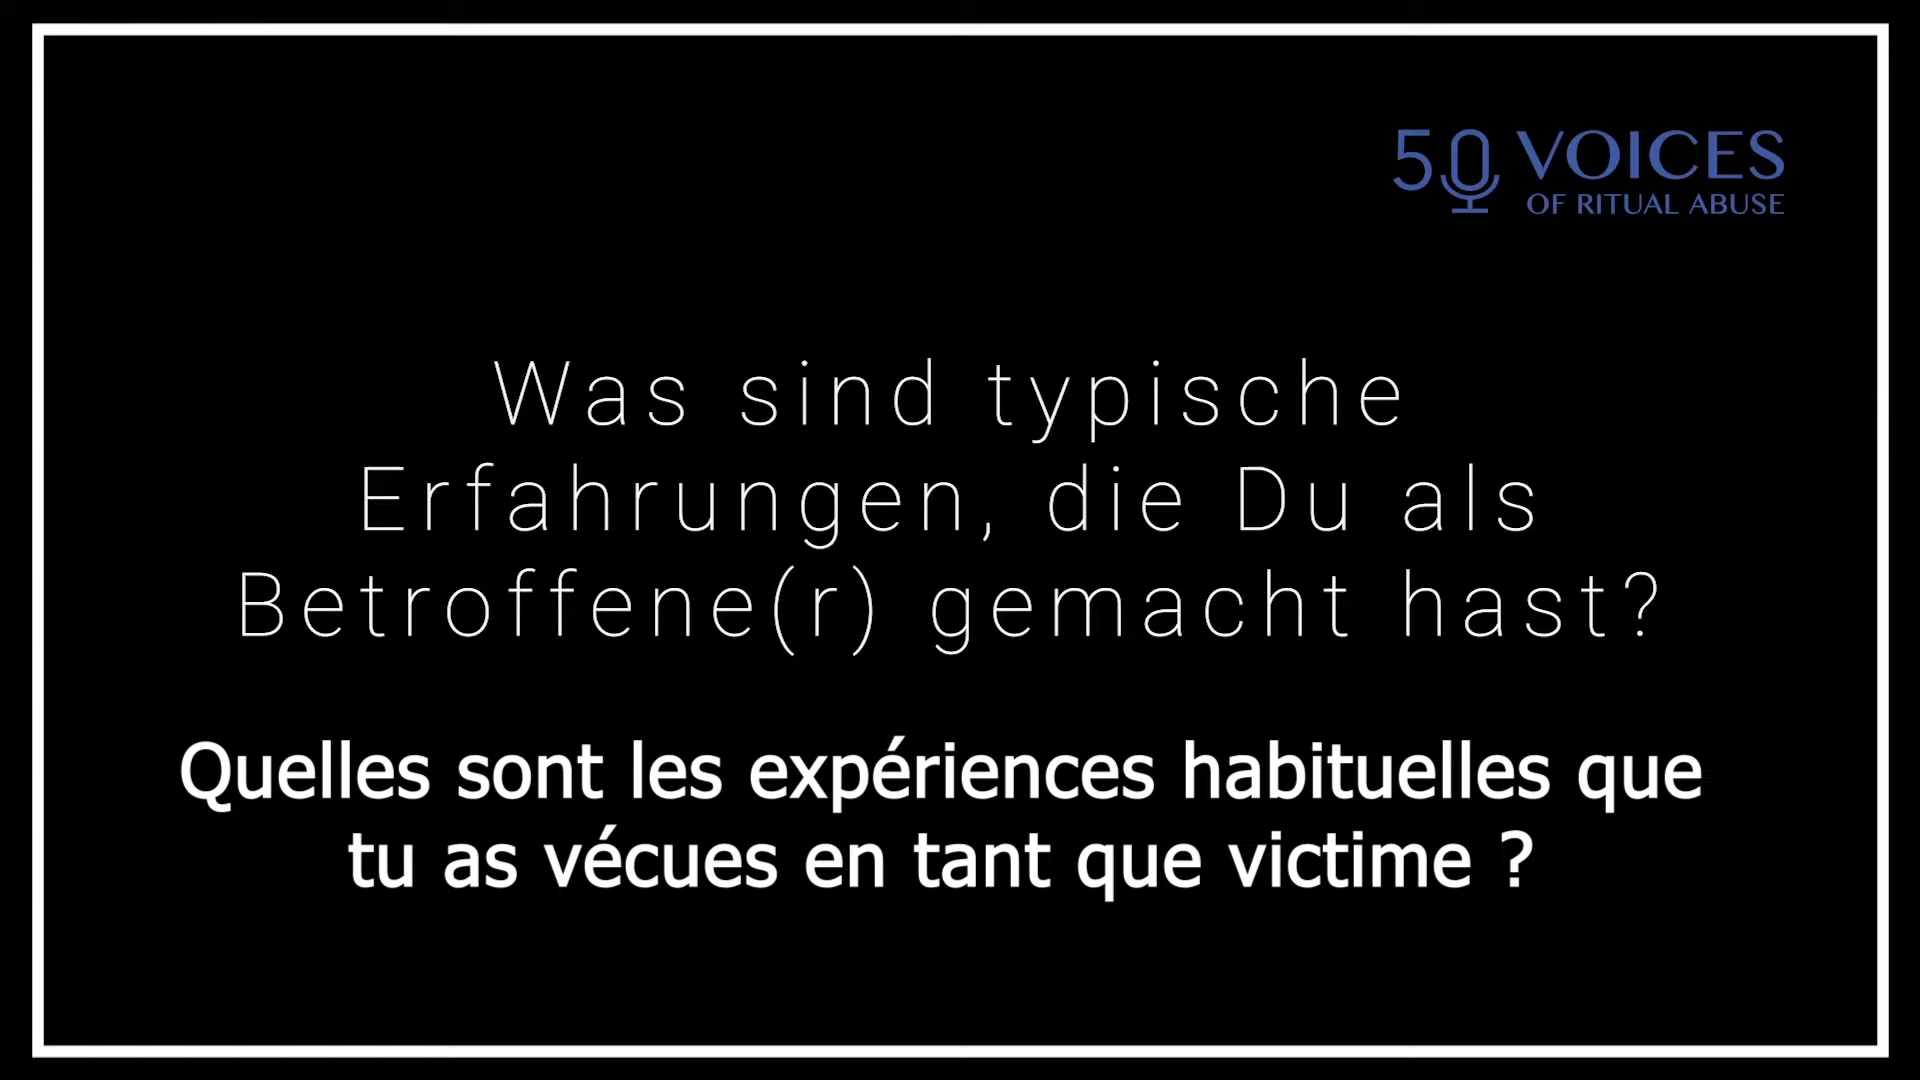 50 VOICES
OF RITUAL ABUSE
Was sind typische
Erfahrungen, die Du als
Betroffene(r) gemacht hast?
Quelles sont les expériences habituelles que
tu as vécues en tant que victime ?